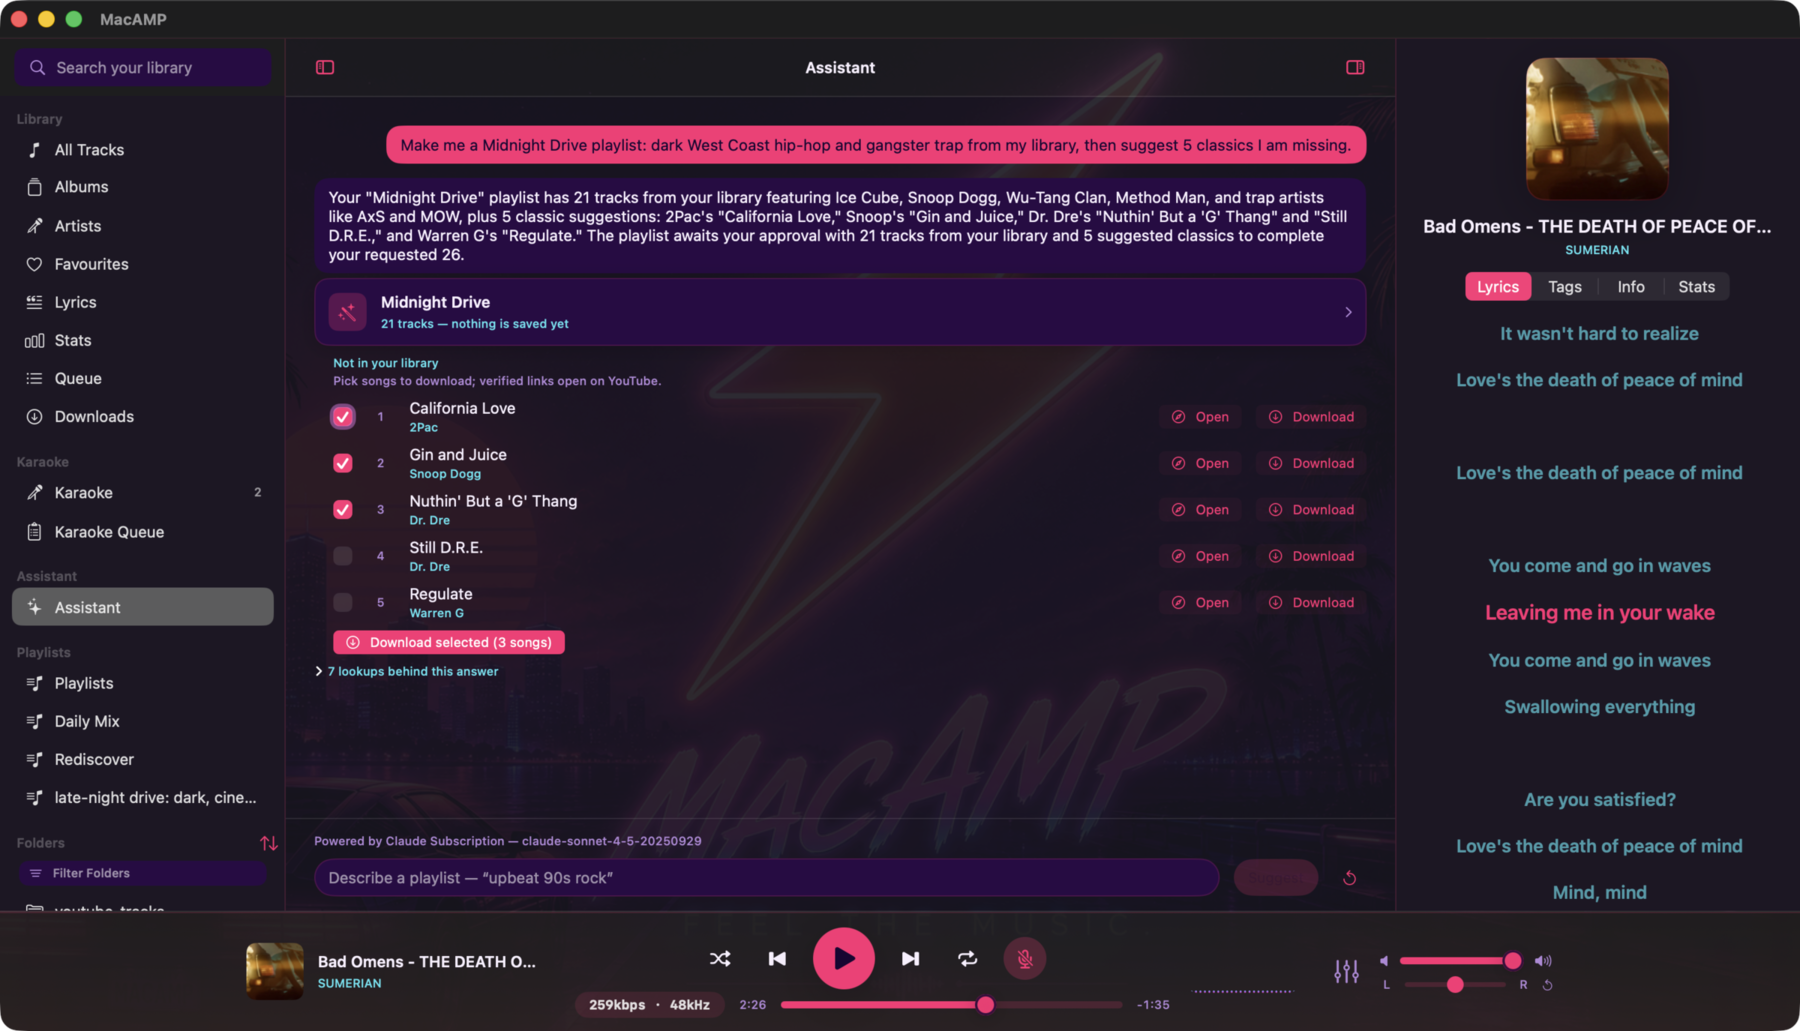 MacAMP
Search your library
Library
All Tracks
Albums
Artists
Favourites
Lyrics
Stats
Queue
Downloads
Karaoke
Karaoke 2
Karaoke Queue
Assistant
Assistant
Playlists
Playlists
Daily Mix
Rediscover
late-night drive: dark, cine...
Folders
Filter Folders
youtube-tracks
Assistant
Make me a Midnight Drive playlist: dark West Coast hip-hop and gangster trap from my library, then suggest 5 classics I am missing.
Your "Midnight Drive" playlist has 21 tracks from your library featuring Ice Cube, Snoop Dogg, Wu-Tang Clan, Method Man, and trap artists
like AxS and MOW, plus 5 classic suggestions: 2Pac's "California Love," Snoop's "Gin and Juice," Dr. Dre's "Nuthin' But a 'G' Thang" and "Still
D.R.E.," and Warren G's "Regulate." The playlist awaits your approval with 21 tracks from your library and 5 suggested classics to complete
your requested 26.
Midnight Drive
21 tracks — nothing is saved yet
Not in your library
Pick songs to download; verified links open on YouTube.
1 California Love Open Download
2Pac
2 Gin and Juice Open Download
Snoop Dogg
3 Nuthin' But a 'G' Thang Open Download
Dr. Dre
4 Still D.R.E. Open Download
Dr. Dre
5 Regulate Open Download
Warren G
Download selected (3 songs)
7 lookups behind this answer
MACAMP
FEEL THE MUSIC
Powered by Claude Subscription — claude-sonnet-4-5-20250929
Describe a playlist — “upbeat 90s rock”
Suggest
Bad Omens - THE DEATH OF PEACE OF...
SUMERIAN
Lyrics Tags Info Stats
It wasn't hard to realize
Love's the death of peace of mind
Love's the death of peace of mind
You come and go in waves
Leaving me in your wake
You come and go in waves
Swallowing everything
Are you satisfied?
Love's the death of peace of mind
Mind, mind
Bad Omens - THE DEATH O...
SUMERIAN
259kbps · 48kHz
2:26
-1:35
L R